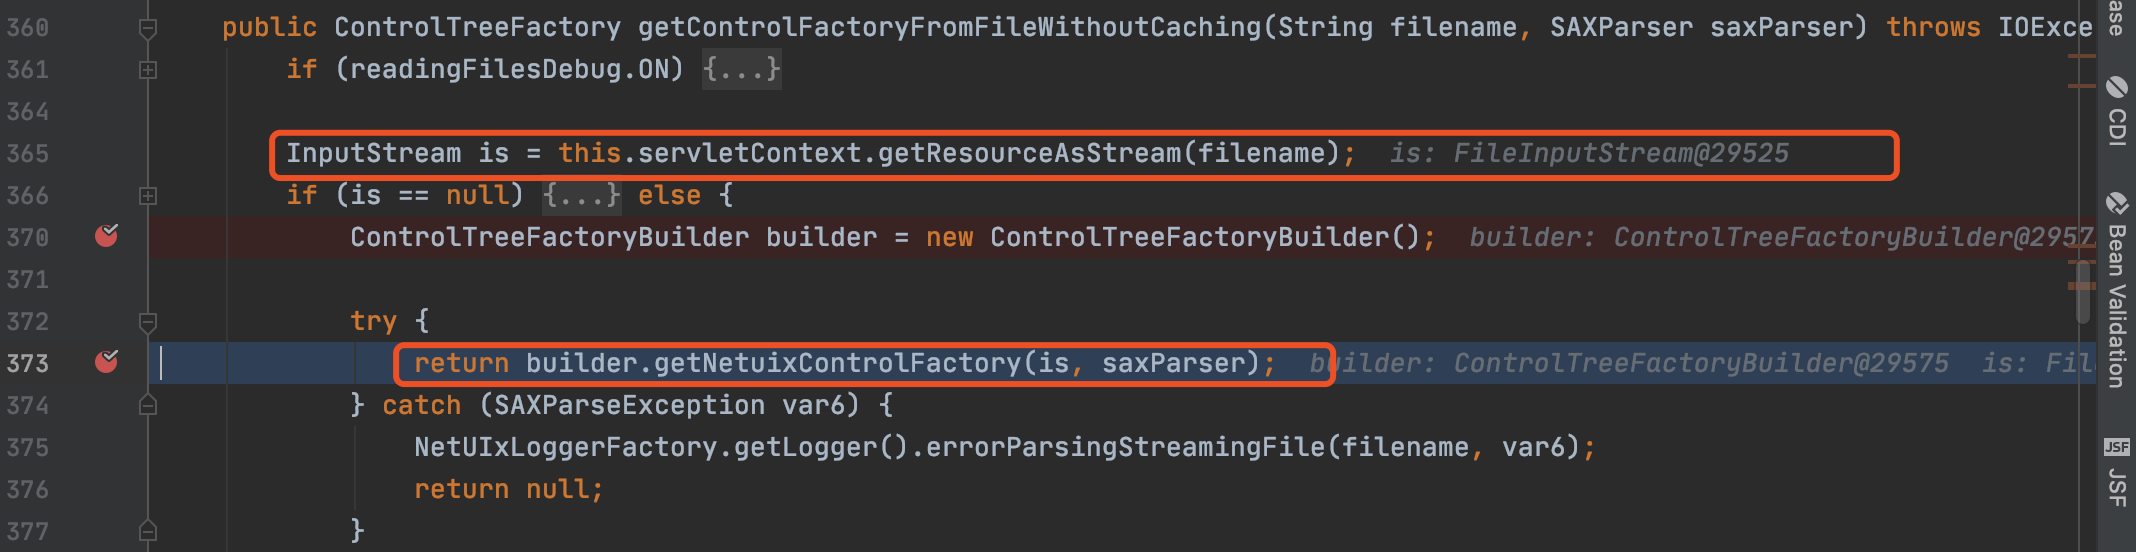 360 public ControlTreeFactory getControlFactoryFromFileWithoutCaching(String filename, SAXParser saxParser) throws IOExce
361 if (readingFilesDebug.ON) {...}
364
365 InputStream is = this.servletContext.getResourceAsStream(filename); is: FileInputStream@29525
366 if (is == null) {...} else {
370 ControlTreeFactoryBuilder builder = new ControlTreeFactoryBuilder(); builder: ControlTreeFactoryBuilder@2957
371
372 try {
373 return builder.getNetuixControlFactory(is, saxParser); builder: ControlTreeFactoryBuilder@29575 is: Fil
374 } catch (SAXParseException var6) {
375 NetUIxLoggerFactory.getLogger().errorParsingStreamingFile(filename, var6);
376 return null;
377 }
ase
CDI
Bean Validation
JSF
JSF